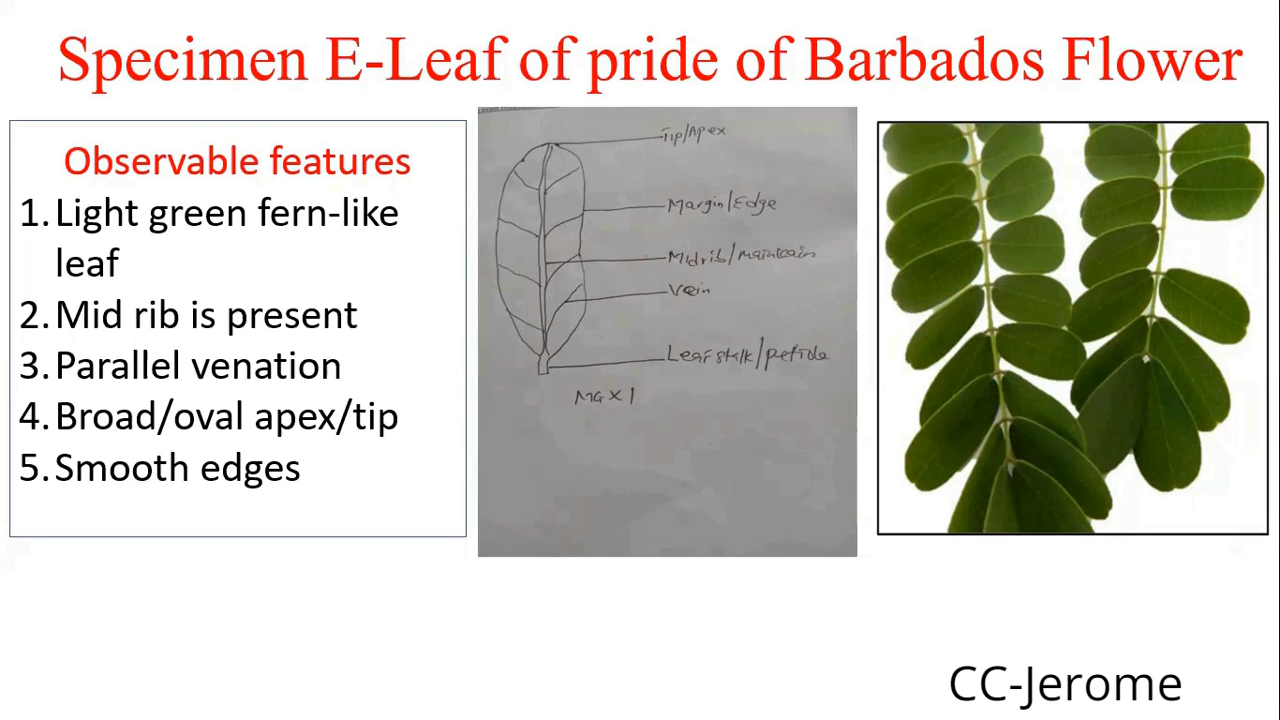 Specimen E-Leaf of pride of Barbados Flower
Observable features
1. Light green fern-like
leaf
2. Mid rib is present
3. Parallel venation
4. Broad/oval apex/tip
5. Smooth edges
Tip/Apex
Margin/Edge
Midrib/
Vein
Leaf stalk/petiole
MG X 1
CC-Jerome